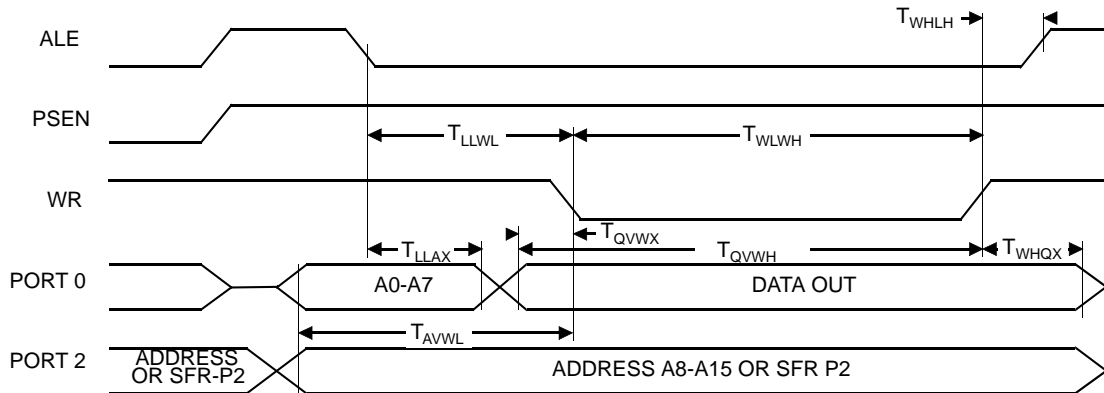 T_WHLH
ALE
PSEN
T_LLWL
T_WLWH
WR
T_QVWX
T_LLAX
T_QVWH
T_WHQX
PORT 0
A0-A7
DATA OUT
T_AVWL
PORT 2
ADDRESS
OR SFR-P2
ADDRESS A8-A15 OR SFR P2